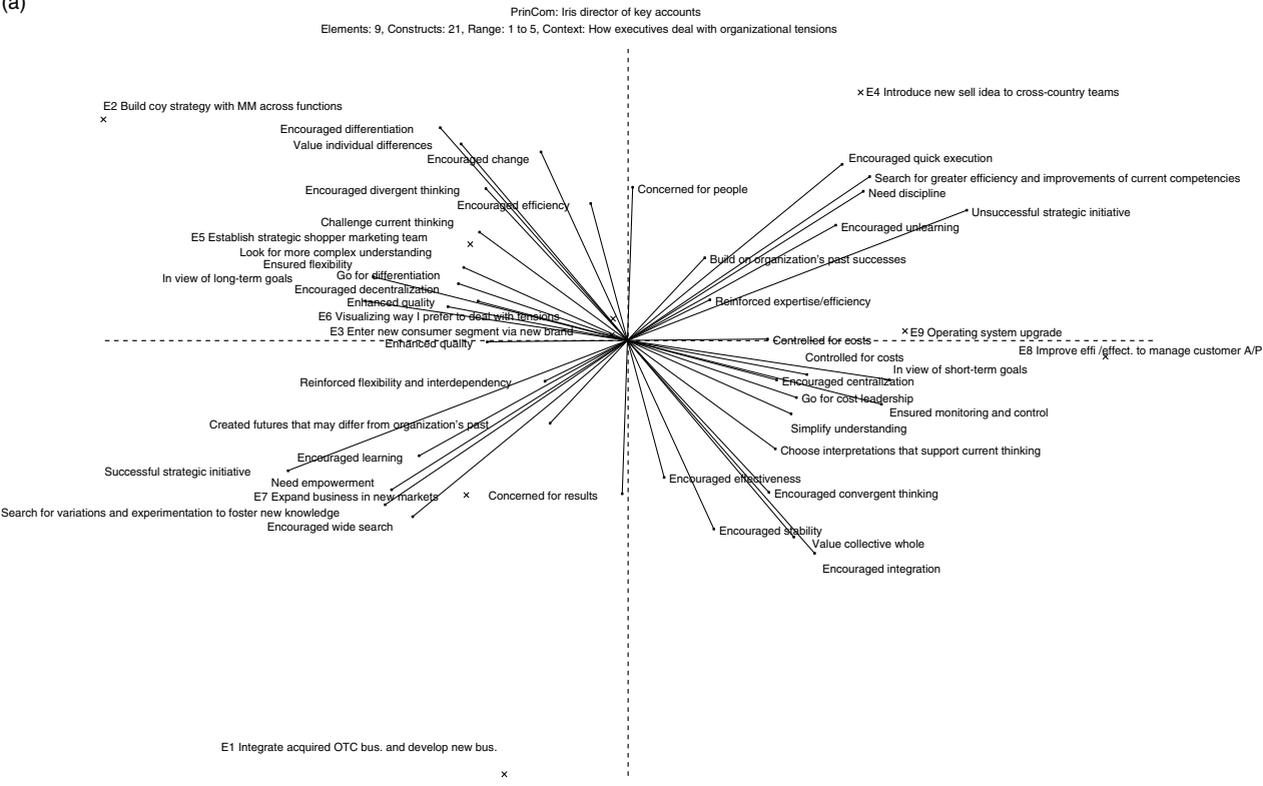 (a)
PrinCom: Iris director of key accounts
Elements: 9, Constructs: 21, Range: 1 to 5, Context: How executives deal with organizational tensions
E4 Introduce new sell idea to cross-country teams
E2 Build coy strategy with MM across functions
Encouraged differentiation
Value individual differences
Encouraged change
Encouraged quick execution
Search for greater efficiency and improvements of current competencies
Encouraged divergent thinking
Concerned for people
Need discipline
Encouraged efficiency
Unsuccessful strategic initiative
Challenge current thinking
Encouraged unlearning
E5 Establish strategic shopper marketing team
Look for more complex understanding
Build on organization's past successes
Ensured flexibility
In view of long-term goals
Go for differentiation
Encouraged decentralization
Enhanced quality
Reinforced expertise/efficiency
E6 Visualizing way I prefer to deal with tensions
E3 Enter new consumer segment via new brand
E9 Operating system upgrade
Enhanced quality
Controlled for costs
E8 Improve effi /effect. to manage customer A/P
Controlled for costs
In view of short-term goals
Reinforced flexibility and interdependency
Encouraged centralization
Go for cost leadership
Ensured monitoring and control
Created futures that may differ from organization's past
Simplify understanding
Choose interpretations that support current thinking
Encouraged learning
Successful strategic initiative
Need empowerment
Encouraged effectiveness
E7 Expand business in new markets
Concerned for results
Encouraged convergent thinking
Search for variations and experimentation to foster new knowledge
Encouraged wide search
Encouraged stability
Value collective whole
Encouraged integration
E1 Integrate acquired OTC bus. and develop new bus.